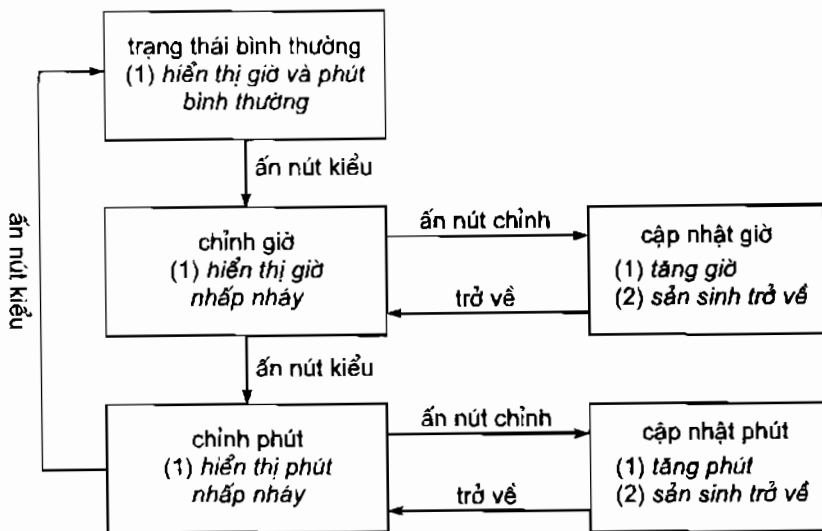 trạng thái bình thường
(1) hiển thị giờ và phút
bình thường
ấn nút kiểu
ấn nút kiểu
chỉnh giờ
(1) hiển thị giờ
nhấp nháy
ấn nút chỉnh
trở về
cập nhật giờ
(1) tăng giờ
(2) sản sinh trở về
ấn nút kiểu
chỉnh phút
(1) hiển thị phút
nhấp nháy
ấn nút chỉnh
trở về
cập nhật phút
(1) tăng phút
(2) sản sinh trở về